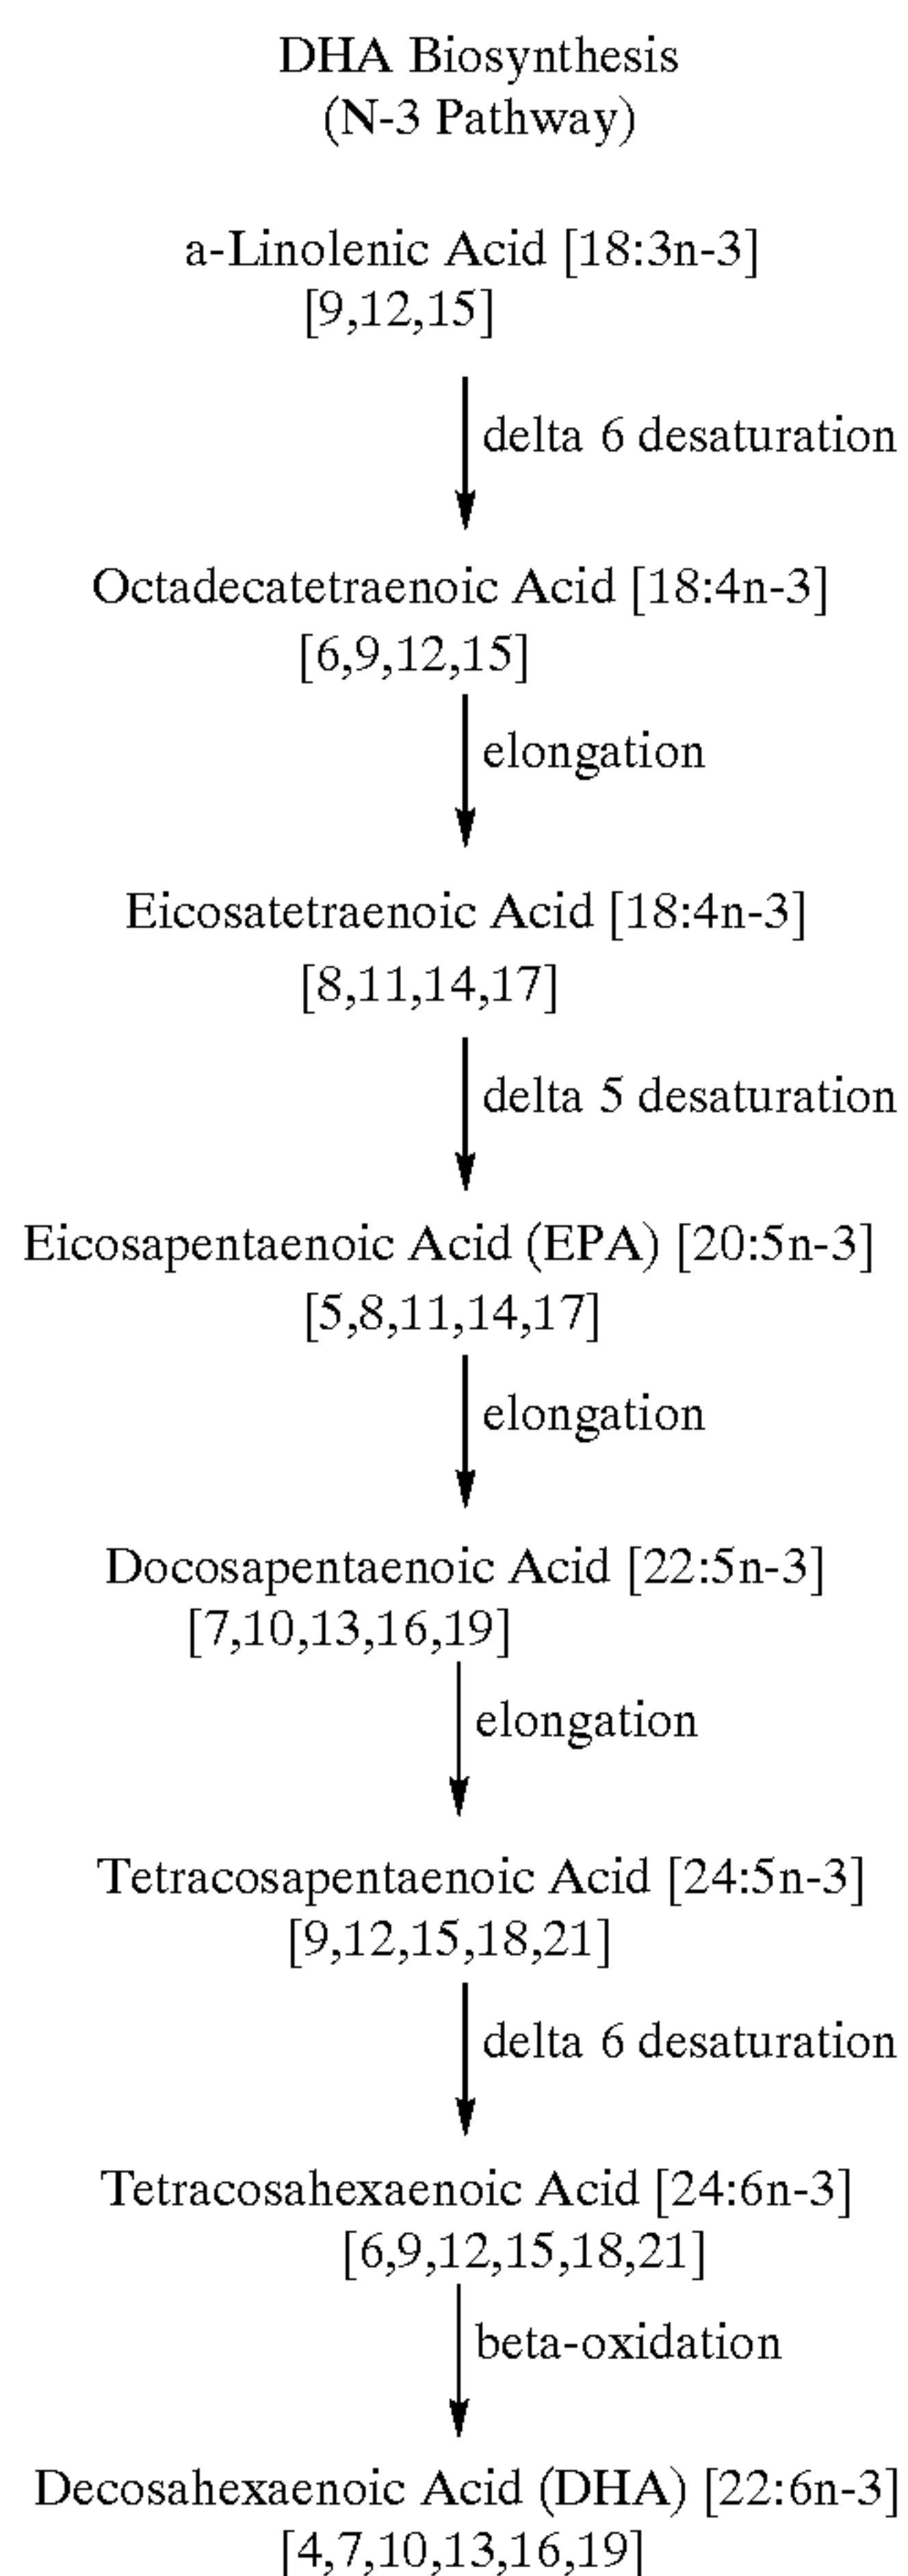 DHA Biosynthesis
(N-3 Pathway)
a-Linolenic Acid [18:3n-3]
[9,12,15]
delta 6 desaturation
Octadecatetraenoic Acid [18:4n-3]
[6,9,12,15]
elongation
Eicosatetraenoic Acid [18:4n-3]
[8,11,14,17]
delta 5 desaturation
Eicosapentaenoic Acid (EPA) [20:5n-3]
[5,8,11,14,17]
elongation
Docosapentaenoic Acid [22:5n-3]
[7,10,13,16,19]
elongation
Tetracosapentaenoic Acid [24:5n-3]
[9,12,15,18,21]
delta 6 desaturation
Tetracosahexaenoic Acid [24:6n-3]
[6,9,12,15,18,21]
beta-oxidation
Decosahexaenoic Acid (DHA) [22:6n-3]
[4,7,10,13,16,19]